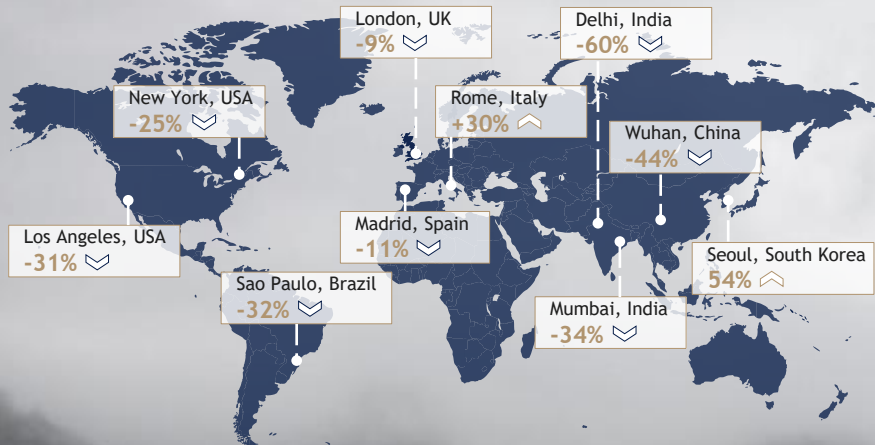 London, UK
-9%
Delhi, India
-60%
New York, USA
-25%
Rome, Italy
+30%
Wuhan, China
-44%
Los Angeles, USA
-31%
Madrid, Spain
-11%
Seoul, South Korea
54%
Sao Paulo, Brazil
-32%
Mumbai, India
-34%